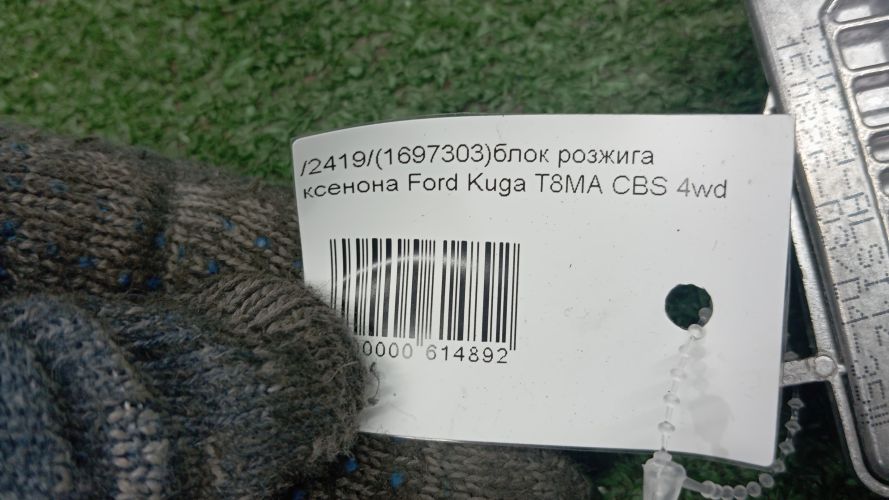 /2419/(1697303)блок розжига
ксенона Ford Kuga T8MA CBS 4wd
0000 614892